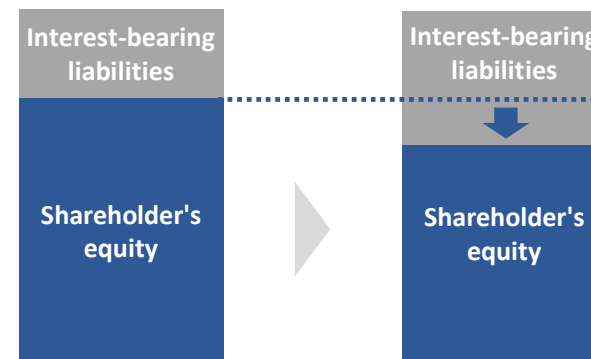 Interest-bearing
liabilities
Shareholder's
equity
Interest-bearing
liabilities
Shareholder's
equity